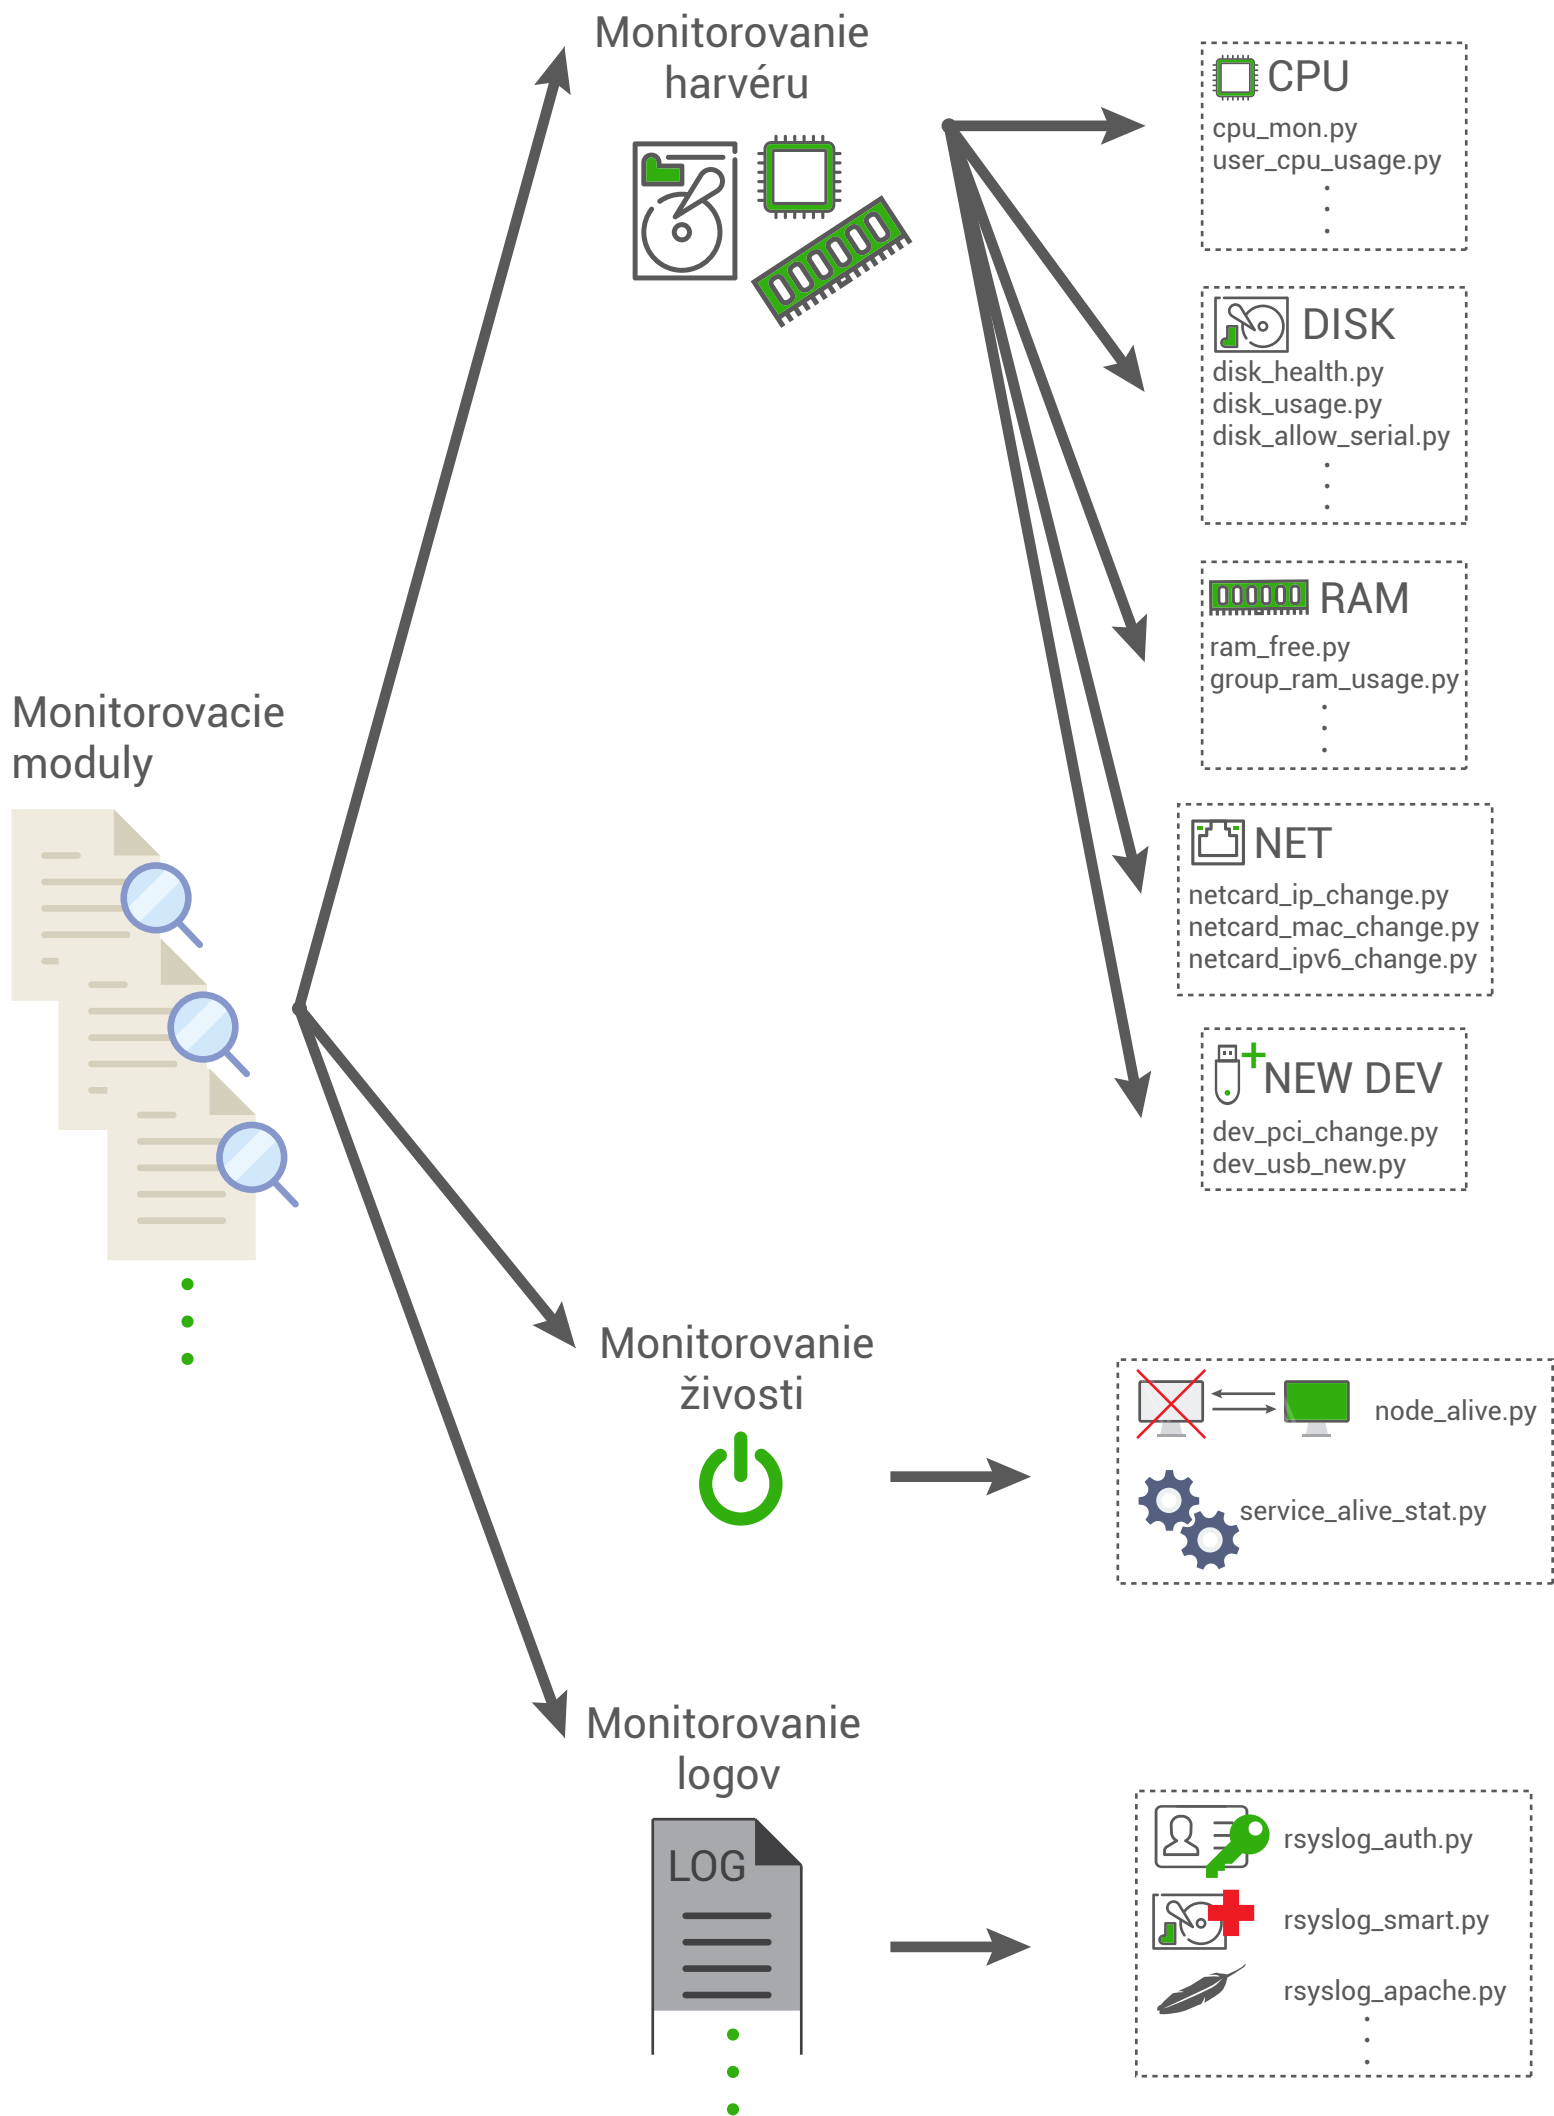 Monitorovanie
harvéru
CPU
cpu_mon.py
user_cpu_usage.py
DISK
disk_health.py
disk_usage.py
disk_allow_serial.py
RAM
ram_free.py
group_ram_usage.py
Monitorovacie
moduly
NET
netcard_ip_change.py
netcard_mac_change.py
netcard_ipv6_change.py
NEW DEV
dev_pci_change.py
dev_usb_new.py
Monitorovanie
živosti
node_alive.py
service_alive_stat.py
Monitorovanie
logov
LOG
rsyslog_auth.py
rsyslog_smart.py
rsyslog_apache.py